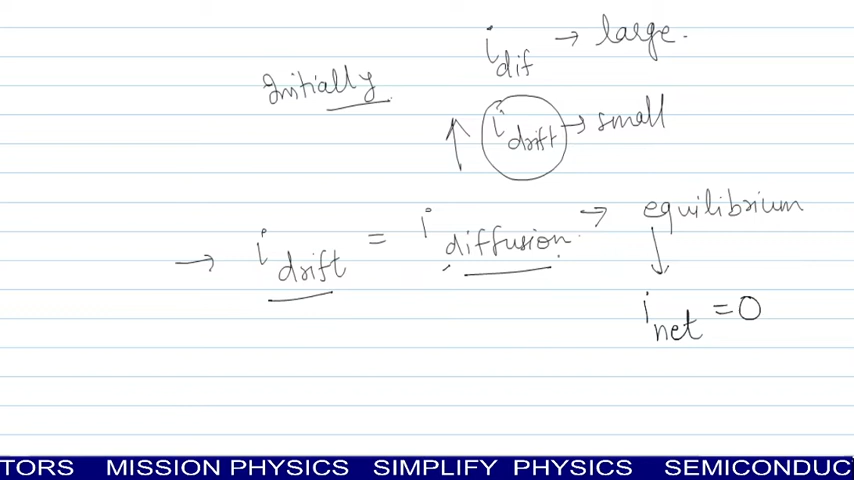 i dif → large.
Initially
i drift → small
→ i drift = i diffusion → equilibrium
i net = 0
TORS MISSION PHYSICS SIMPLIFY PHYSICS SEMICONDUC